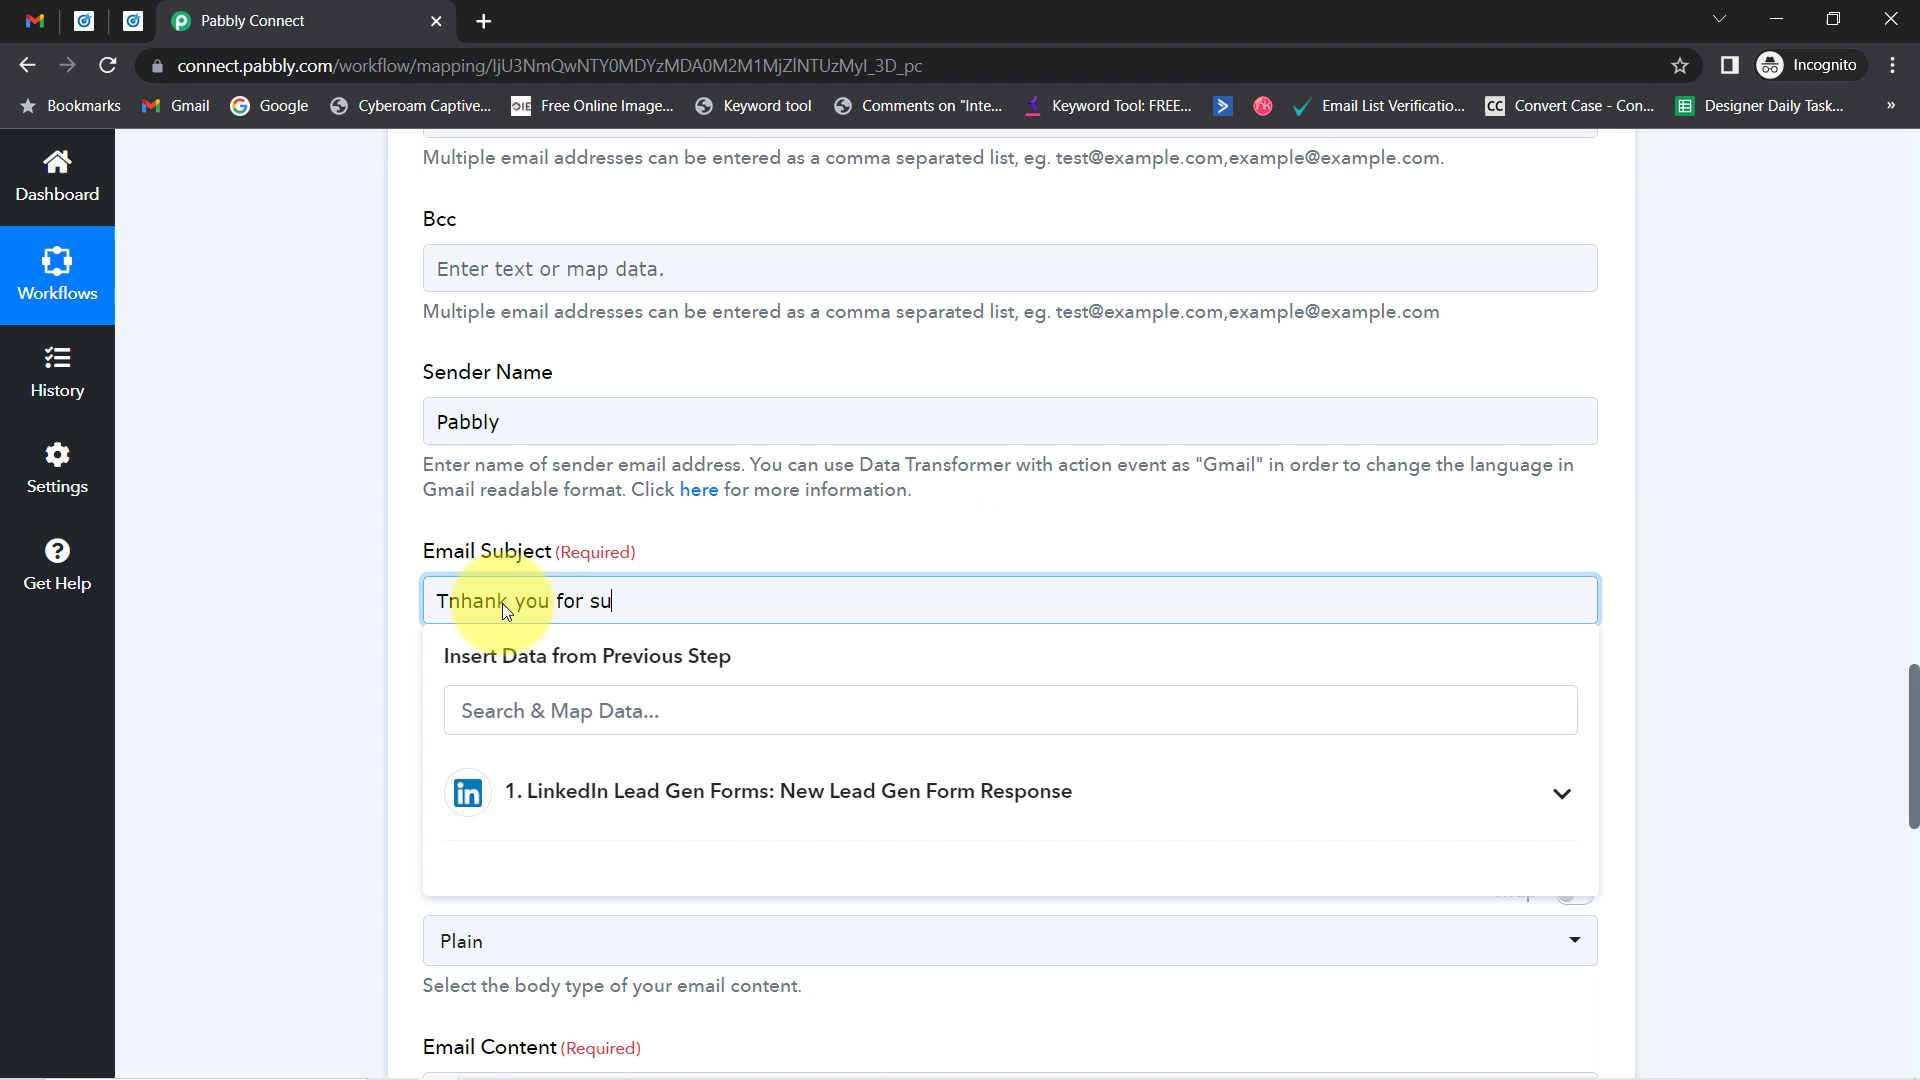 Pabbly Connect
connect.pabbly.com/workflow/mapping/IjU3NmQwNTY0MDYzMDA0M2M1MjZlNTUzMyI_3D_pc
Incognito
Bookmarks
Gmail
Google
Cyberoam Captive...
OIE
Free Online Image...
Keyword tool
Comments on "Inte...
Keyword Tool: FREE...
Email List Verificatio...
CC
Convert Case - Con...
Designer Daily Task...
»
Dashboard
Workflows
History
Settings
Get Help
Multiple email addresses can be entered as a comma separated list, eg. test@example.com,example@example.com.
Bcc
Enter text or map data.
Multiple email addresses can be entered as a comma separated list, eg. test@example.com,example@example.com
Sender Name
Pabbly
Enter name of sender email address. You can use Data Transformer with action event as "Gmail" in order to change the language in
Gmail readable format. Click here for more information.
Email Subject (Required)
Tnhank you for su
Insert Data from Previous Step
Search & Map Data...
in
1. LinkedIn Lead Gen Forms: New Lead Gen Form Response
Plain
Select the body type of your email content.
Email Content (Required)